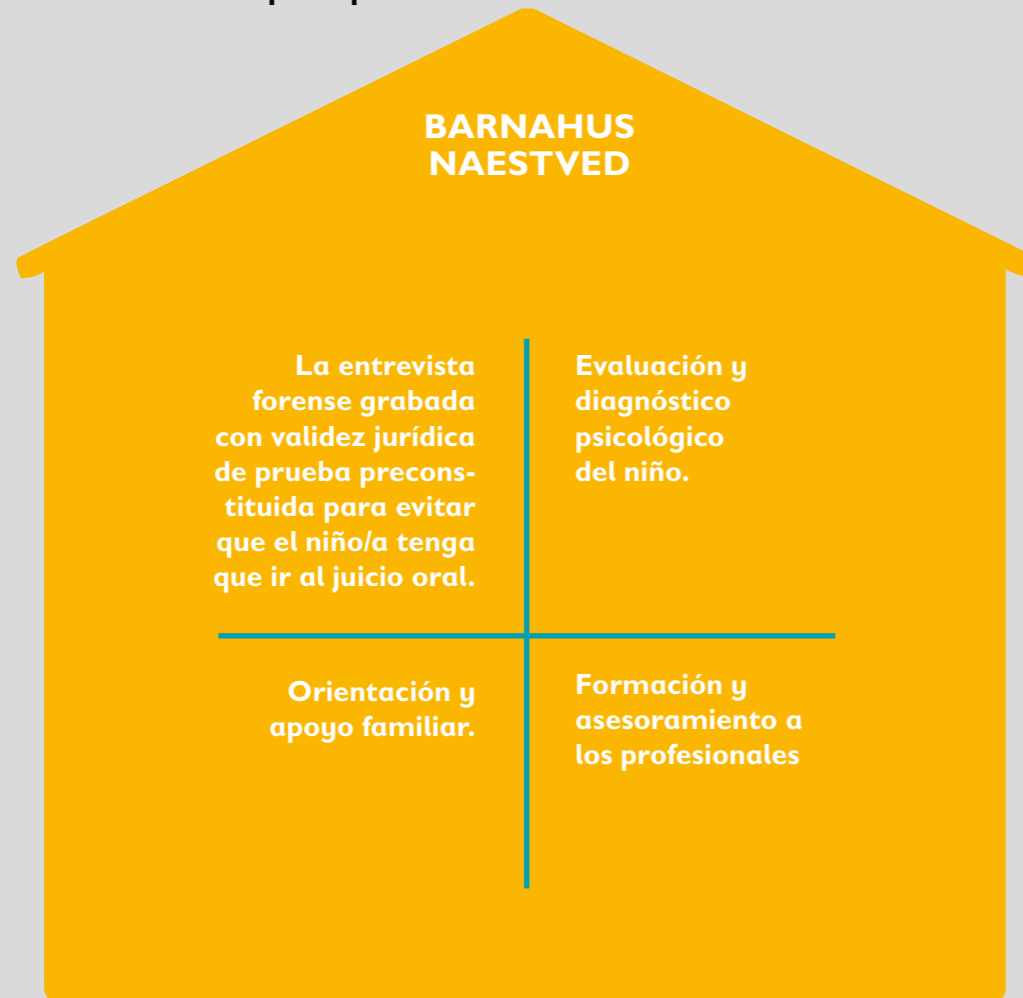 BARNAHUS
NAESTVED
La entrevista
forense grabada
con validez jurídica
de prueba precons-
tituida para evitar
que el niño/a tenga
que ir al juicio oral.
Evaluación y
diagnóstico
psicológico
del niño.
Orientación y
apoyo familiar.
Formación y
asesoramiento a
los profesionales